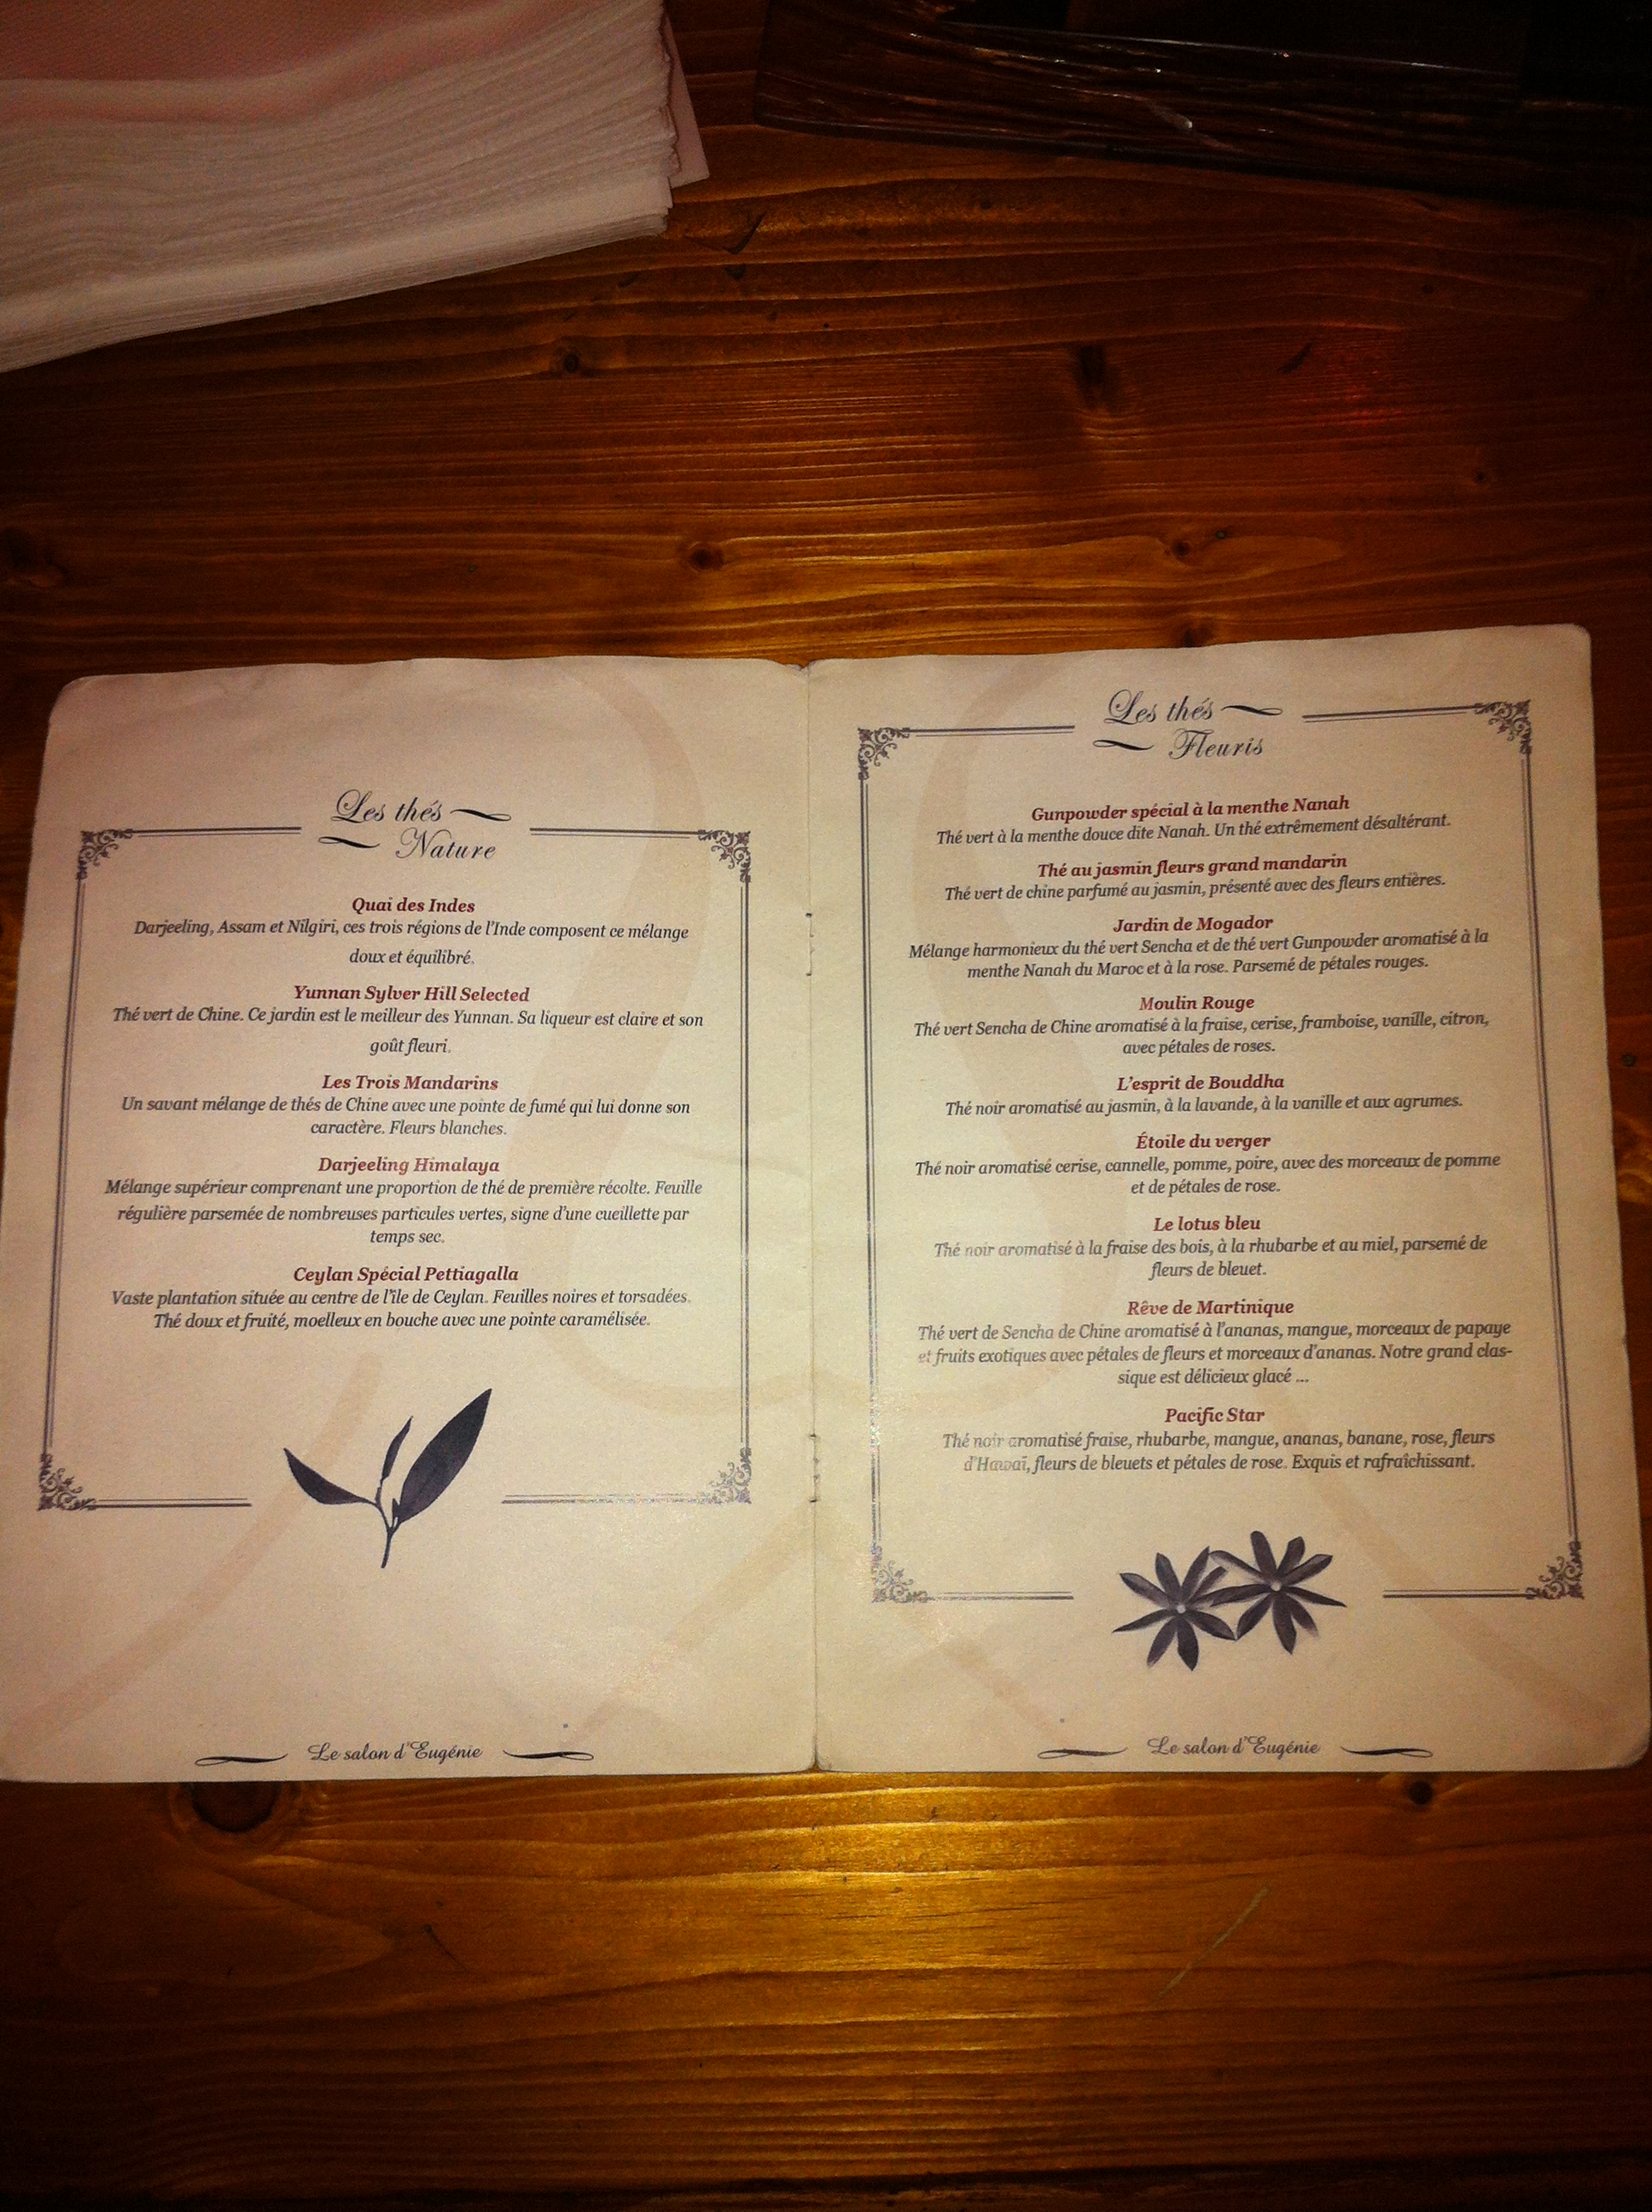 Les thés
Nature
Quai des Indes
Darjeeling, Assam et Nilgiri, ces trois régions de l'Inde composent ce mélange
doux et équilibré.
Yunnan Sylver Hill Selected
Thé vert de Chine. Ce jardin est le meilleur des Yunnan. Sa liqueur est claire et son
goût fleuri.
Les Trois Mandarins
Un savant mélange de thés de Chine avec une pointe de fumé qui lui donne son
caractère. Fleurs blanches.
Darjeeling Himalaya
Mélange supérieur comprenant une proportion de thé de première récolte. Feuille
régulière parsemée de nombreuses particules vertes, signe d'une cueillette par
temps sec.
Ceylan Spécial Pettiagalla
Vaste plantation située au centre de l'île de Ceylan. Feuilles noires et torsadées.
Thé doux et fruité, moelleux en bouche avec une pointe caramélisée.
Le salon d'Eugénie
Les thés
Fleuris
Gunpowder spécial à la menthe Nanah
Thé vert à la menthe douce dite Nanah. Un thé extrêmement désaltérant.
Thé au jasmin fleurs grand mandarin
Thé vert de chine parfumé au jasmin, présenté avec des fleurs entières.
Jardin de Mogador
Mélange harmonieux du thé vert Sencha et de thé vert Gunpowder aromatisé à la
menthe Nanah du Maroc et à la rose. Parsemé de pétales rouges.
Moulin Rouge
Thé vert Sencha de Chine aromatisé à la fraise, cerise, framboise, vanille, citron,
avec pétales de roses.
L'esprit de Bouddha
Thé noir aromatisé au jasmin, à la lavande, à la vanille et aux agrumes.
Étoile du verger
Thé noir aromatisé cerise, cannelle, pomme, poire, avec des morceaux de pomme
et de pétales de rose.
Le lotus bleu
Thé noir aromatisé à la fraise des bois, à la rhubarbe et au miel, parsemé de
fleurs de bleuet.
Rêve de Martinique
Thé vert de Sencha de Chine aromatisé à l'ananas, mangue, morceaux de papaye
et fruits exotiques avec pétales de fleurs et morceaux d'ananas. Notre grand clas-
sique est délicieux glacé ...
Pacific Star
Thé noir aromatisé fraise, rhubarbe, mangue, ananas, banane, rose, fleurs
d'Hawaï, fleurs de bleuets et pétales de rose. Exquis et rafraîchissant.
Le salon d'Eugénie